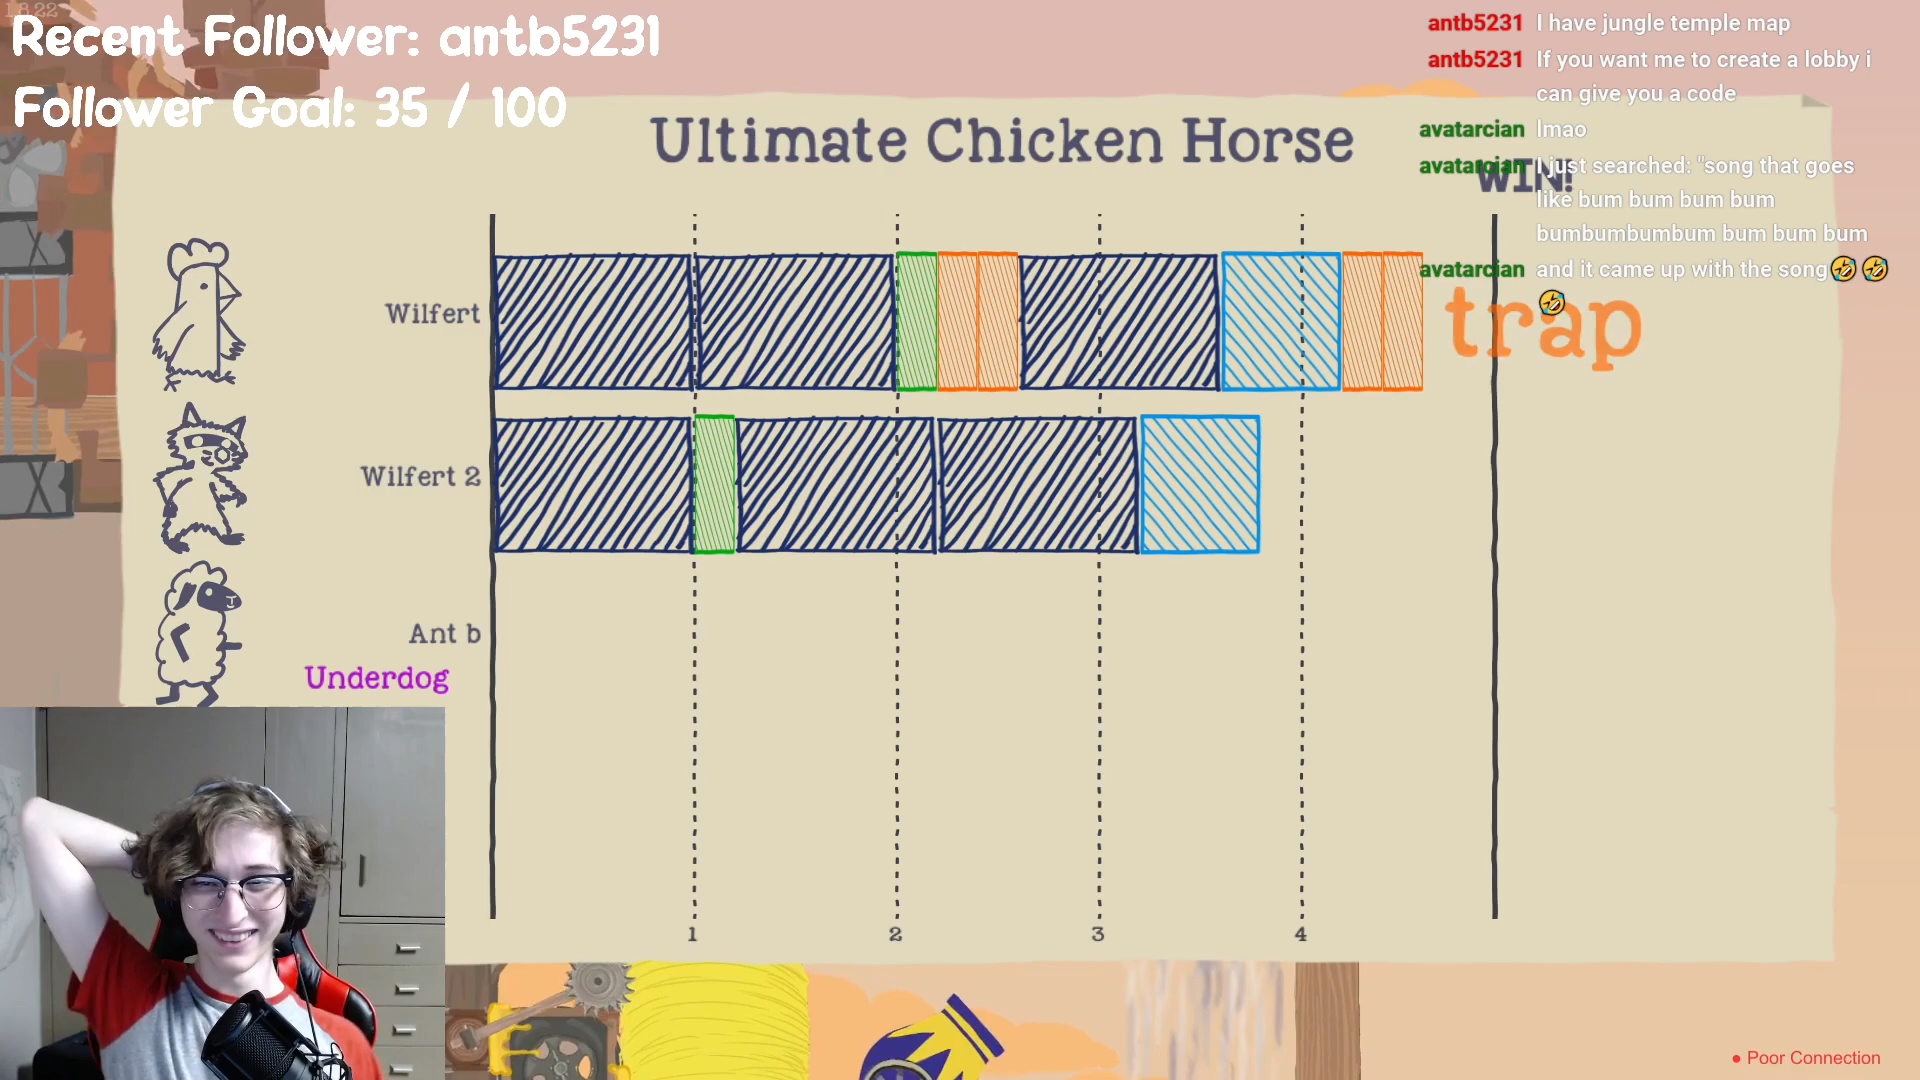 18.22
Recent Follower: antb5231
Follower Goal: 35 / 100
antb5231 I have jungle temple map
antb5231 If you want me to create a lobby i
can give you a code
avatarcian lmao
avatarcian I just searched: "song that goes
like bum bum bum bum
bumbumbumbum bum bum bum
avatarcian and it came up with the song🤣🤣
🤣
Ultimate Chicken Horse
WIN!
Wilfert
trap
Wilfert 2
Ant b
Underdog
1 2 3 4
Poor Connection